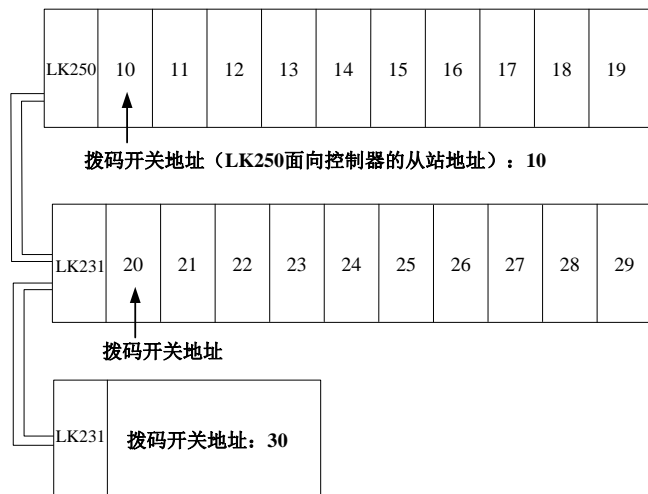 LK250 10 11 12 13 14 15 16 17 18 19
拨码开关地址（LK250面向控制器的从站地址）：10
LK231 20 21 22 23 24 25 26 27 28 29
拨码开关地址
LK231 拨码开关地址：30